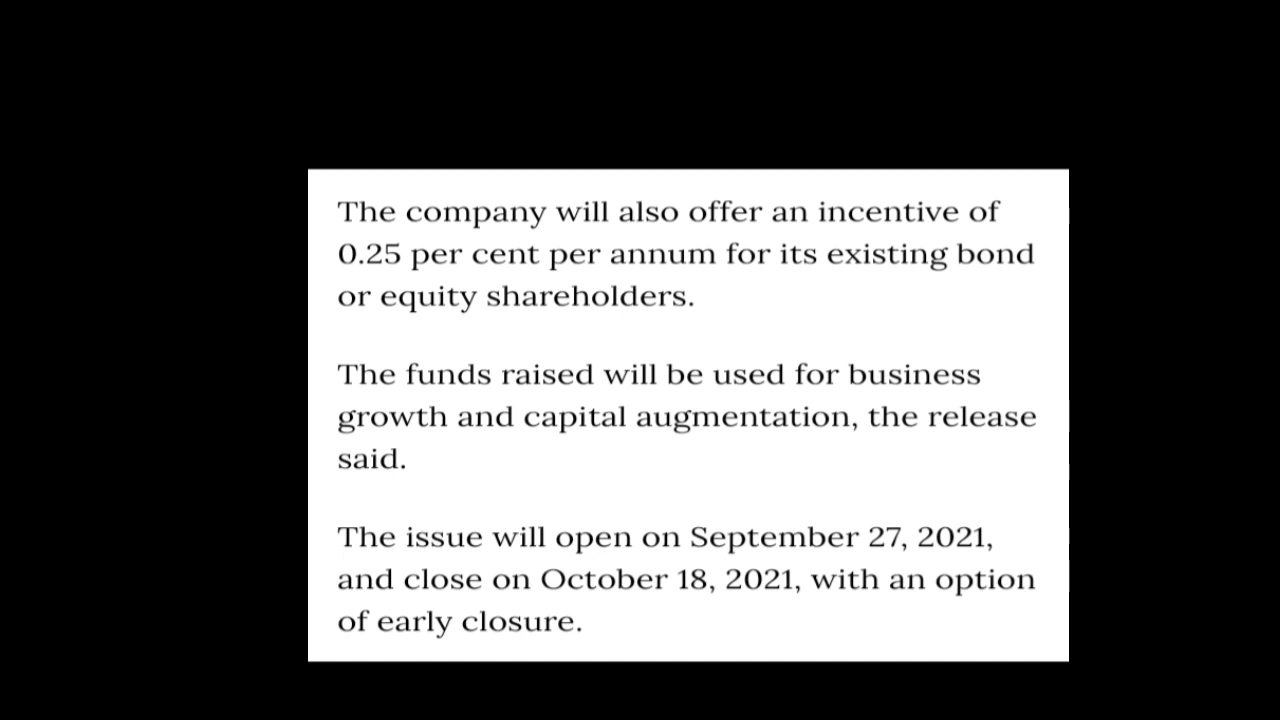 The company will also offer an incentive of
0.25 per cent per annum for its existing bond
or equity shareholders.
The funds raised will be used for business
growth and capital augmentation, the release
said.
The issue will open on September 27, 2021,
and close on October 18, 2021, with an option
of early closure.